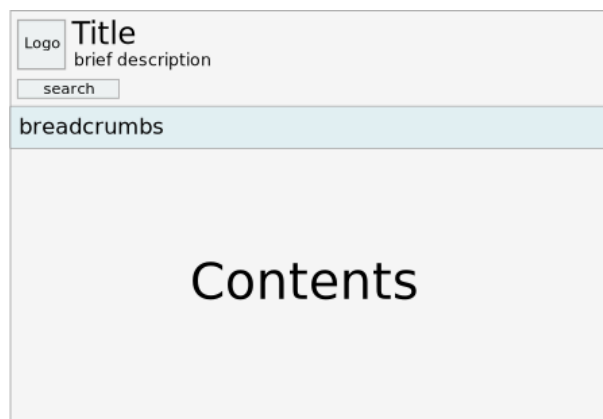 Logo
Title
brief description
search
breadcrumbs
Contents